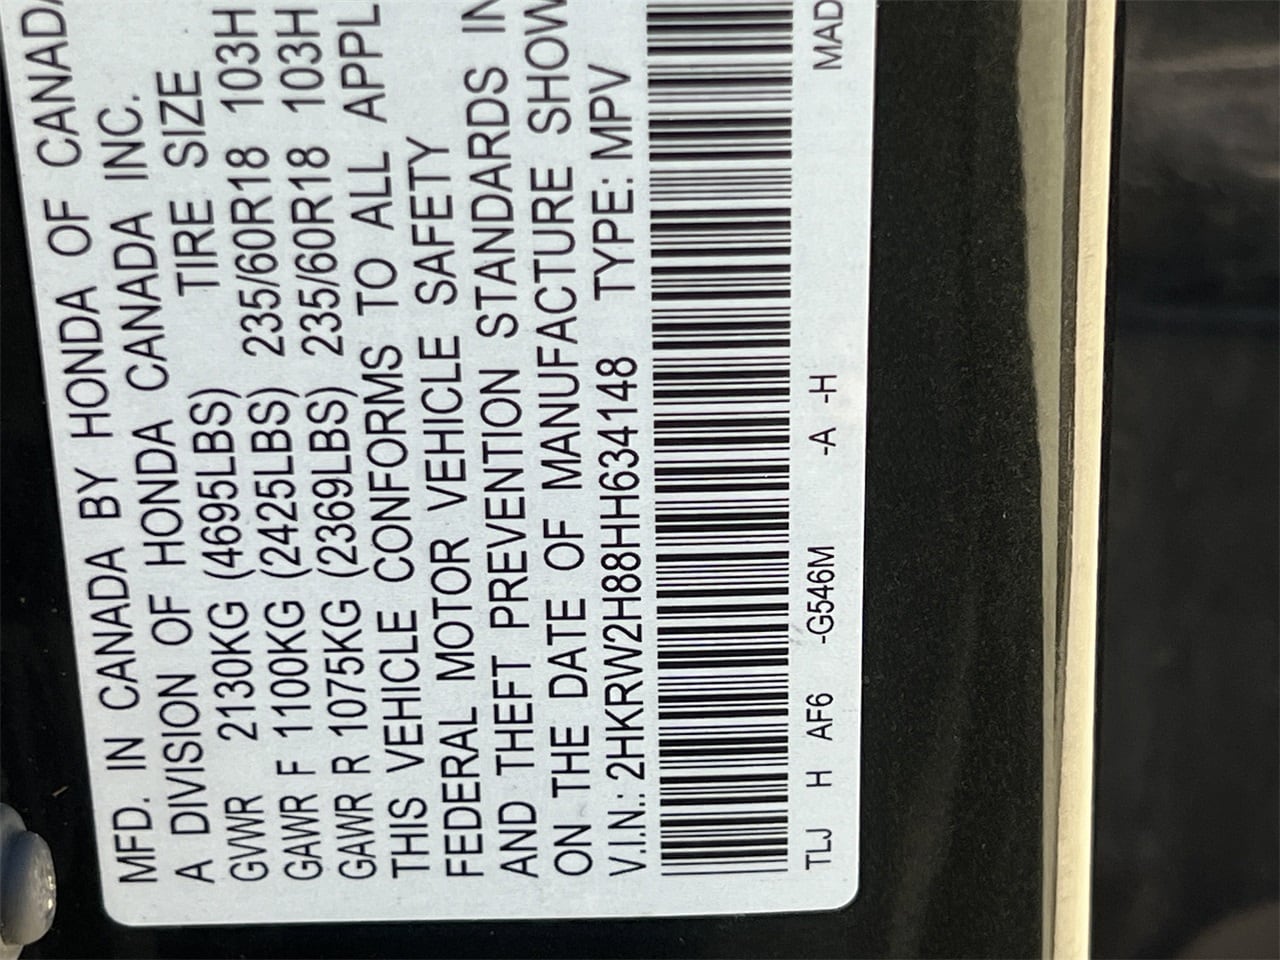 MFD. IN CANADA BY HONDA OF CANADA
A DIVISION OF HONDA CANADA INC.
TIRE SIZE
GVWR 2130KG (4695LBS)
GAWR F 1100KG (2425LBS) 235/60R18 103H
GAWR R 1075KG (2369LBS) 235/60R18 103H
THIS VEHICLE CONFORMS TO ALL APPL
FEDERAL MOTOR VEHICLE SAFETY
AND THEFT PREVENTION STANDARDS IN
ON THE DATE OF MANUFACTURE SHOW
V.I.N.: 2HKRW2H88HH634148 TYPE: MPV
TLJ H AF6 -G546M -A -H MAD